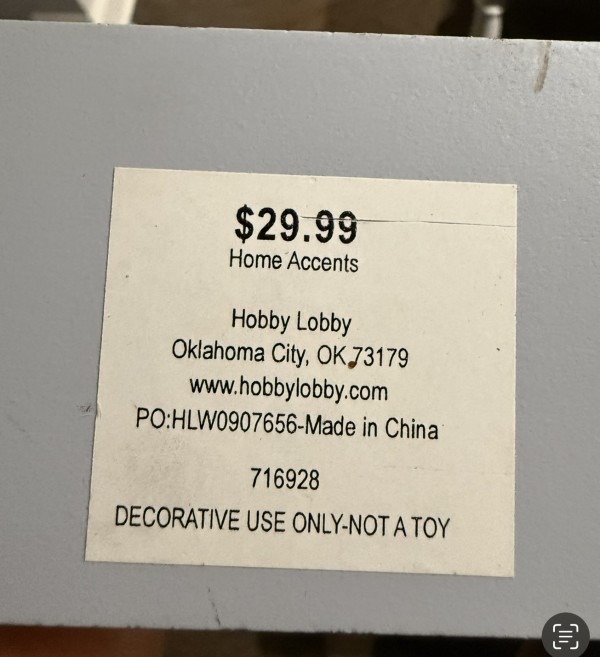 $29.99
Home Accents
Hobby Lobby
Oklahoma City, OK 73179
www.hobbylobby.com
PO:HLW0907656-Made in China
716928
DECORATIVE USE ONLY-NOT A TOY